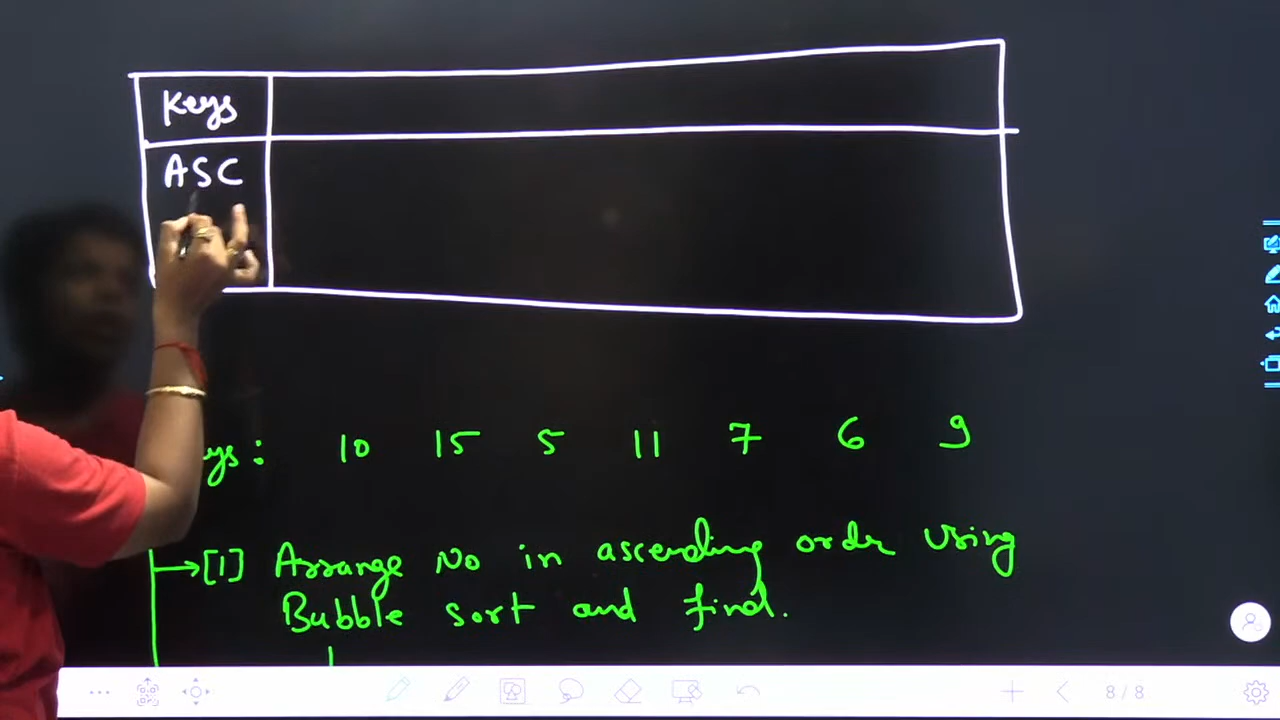 Keys
ASC
ys: 10 15 5 11 7 6 9
→[1] Arrange No in ascending order using
Bubble sort and find.
8/8